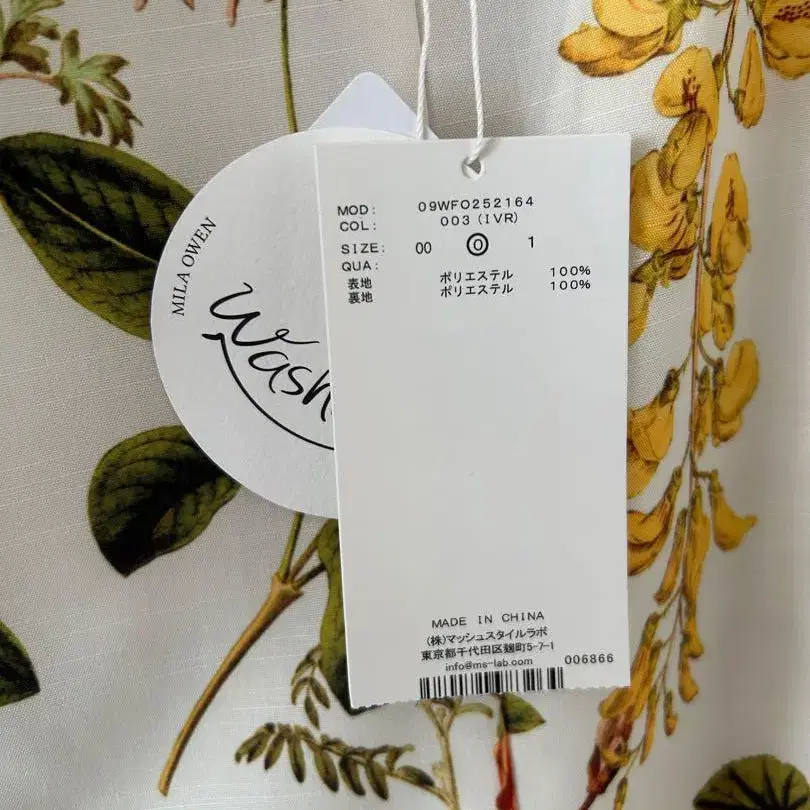 MILA OWEN
Wash
MOD: 09WFO252164
COL: 003 (IVR)
SIZE: 00 0 1
QUA:
表地 ポリエステル 100%
裏地 ポリエステル 100%
MADE IN CHINA
(株)マッシュスタイルラボ
東京都千代田区麹町5-7-1
info@ms-lab.com 006866